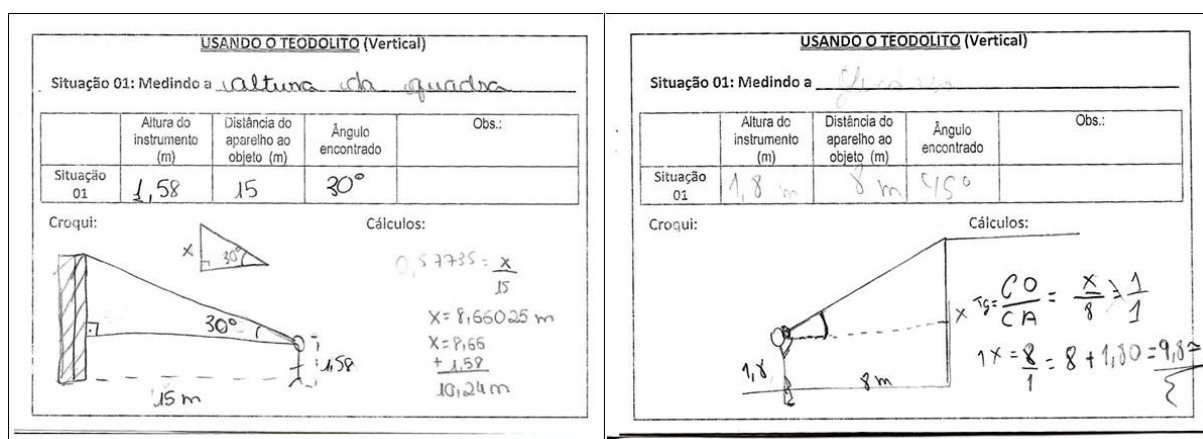 USANDO O TEODOLITO (Vertical)
Situação 01: Medindo a altura da quadra
Altura do instrumento (m)
Distância do aparelho ao objeto (m)
Ângulo encontrado
Obs.:
Situação 01
1,58
15
30°
Croqui:
Cálculos:
x
30°
30°
1,58
15 m
0,57735 = x/15
x = 8,66025 m
x = 8,66
+ 1,58
10,24 m
USANDO O TEODOLITO (Vertical)
Situação 01: Medindo a
Altura do instrumento (m)
Distância do aparelho ao objeto (m)
Ângulo encontrado
Obs.:
Situação 01
1,8 m
8 m
45°
Croqui:
Cálculos:
x
1,8
8 m
Tg = CO/CA = x/8 = 1/1
1x = 8/1 = 8 + 1,80 = 9,8